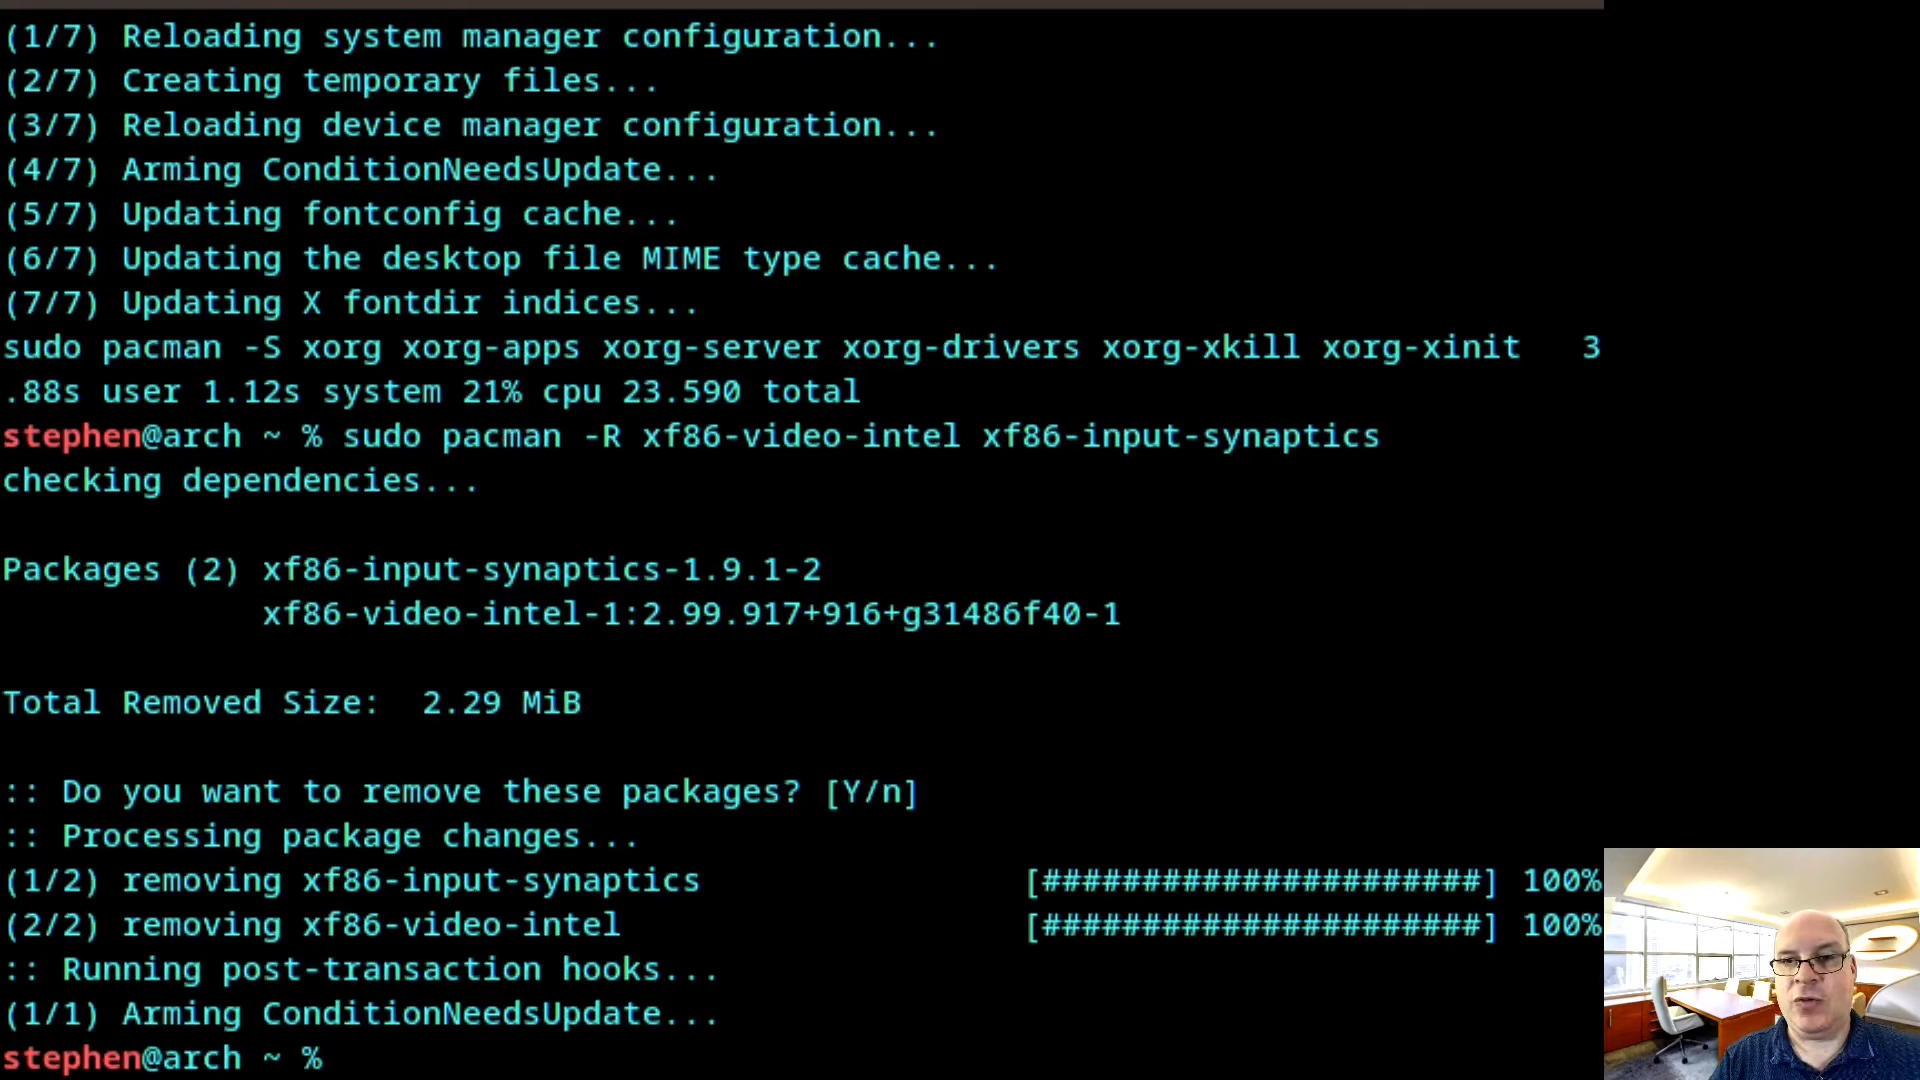 (1/7) Reloading system manager configuration...
(2/7) Creating temporary files...
(3/7) Reloading device manager configuration...
(4/7) Arming ConditionNeedsUpdate...
(5/7) Updating fontconfig cache...
(6/7) Updating the desktop file MIME type cache...
(7/7) Updating X fontdir indices...
sudo pacman -S xorg xorg-apps xorg-server xorg-drivers xorg-xkill xorg-xinit   3
.88s user 1.12s system 21% cpu 23.590 total
stephen@arch ~ % sudo pacman -R xf86-video-intel xf86-input-synaptics
checking dependencies...
Packages (2) xf86-input-synaptics-1.9.1-2
xf86-video-intel-1:2.99.917+916+g31486f40-1
Total Removed Size:  2.29 MiB
:: Do you want to remove these packages? [Y/n]
:: Processing package changes...
(1/2) removing xf86-input-synaptics [######################] 100%
(2/2) removing xf86-video-intel [######################] 100%
:: Running post-transaction hooks...
(1/1) Arming ConditionNeedsUpdate...
stephen@arch ~ %